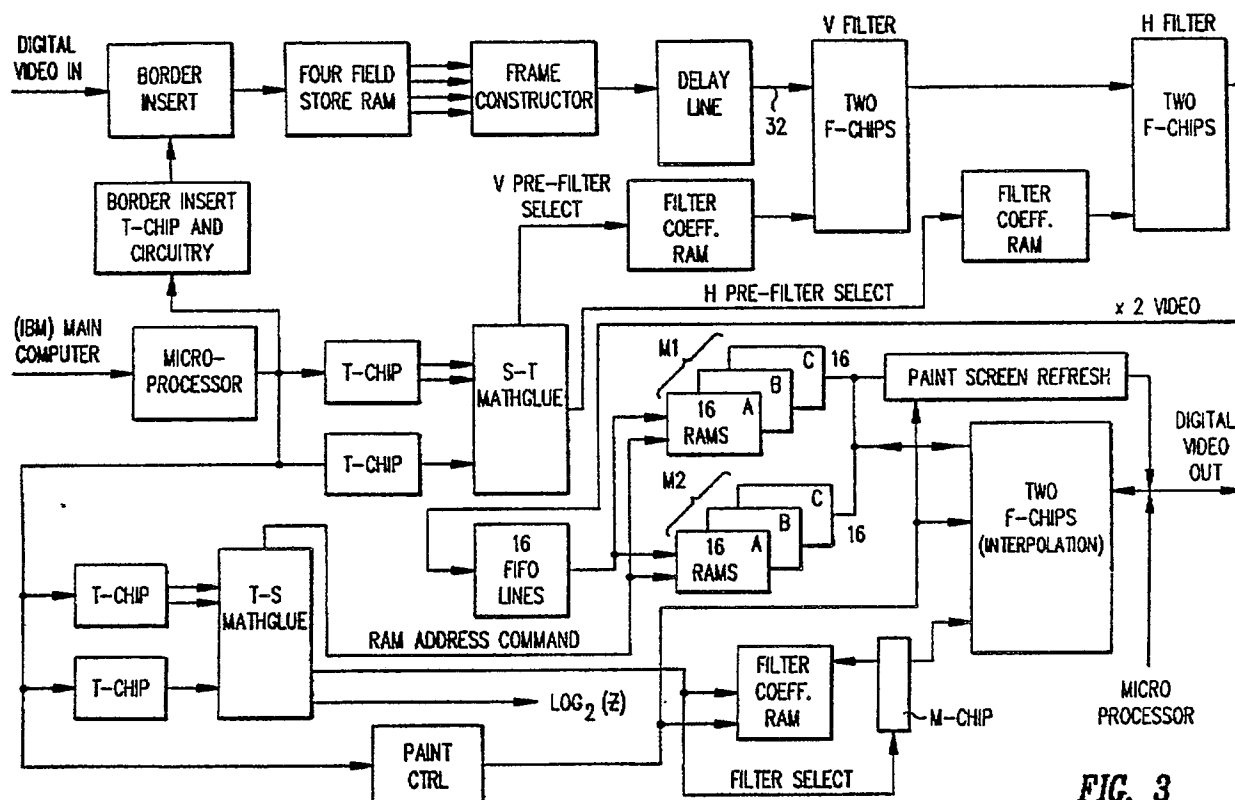 DIGITAL
VIDEO IN
BORDER
INSERT
FOUR FIELD
STORE RAM
FRAME
CONSTRUCTOR
DELAY
LINE
32
V FILTER
TWO
F-CHIPS
H FILTER
TWO
F-CHIPS
BORDER INSERT
T-CHIP AND
CIRCUITRY
V PRE-FILTER
SELECT
FILTER
COEFF.
RAM
FILTER
COEFF.
RAM
H PRE-FILTER SELECT
x 2 VIDEO
(IBM) MAIN
COMPUTER
MICRO-
PROCESSOR
T-CHIP
S-T
MATHGLUE
T-CHIP
M1
C
B
A
16
RAMS
16
PAINT SCREEN REFRESH
DIGITAL
VIDEO
OUT
M2
C
B
A
16
RAMS
16
TWO
F-CHIPS
(INTERPOLATION)
16
FIFO
LINES
T-CHIP
T-S
MATHGLUE
T-CHIP
RAM ADDRESS COMMAND
LOG2 (Z)
FILTER
COEFF.
RAM
M-CHIP
MICRO
PROCESSOR
PAINT
CTRL
FILTER SELECT
FIG. 3